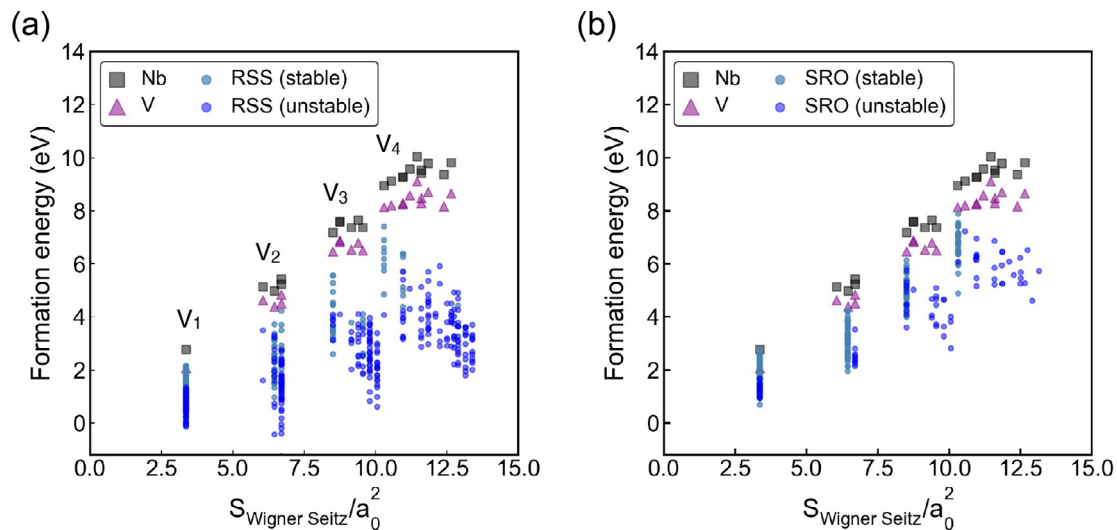 (a)
14
12
10
8
6
4
2
0
Formation energy (eV)
Nb RSS (stable)
V RSS (unstable)
V₁
V₂
V₃
V₄
0.0 2.5 5.0 7.5 10.0 12.5 15.0
S_Wigner Seitz/a₀²
(b)
14
12
10
8
6
4
2
0
Formation energy (eV)
Nb SRO (stable)
V SRO (unstable)
0.0 2.5 5.0 7.5 10.0 12.5 15.0
S_Wigner Seitz/a₀²